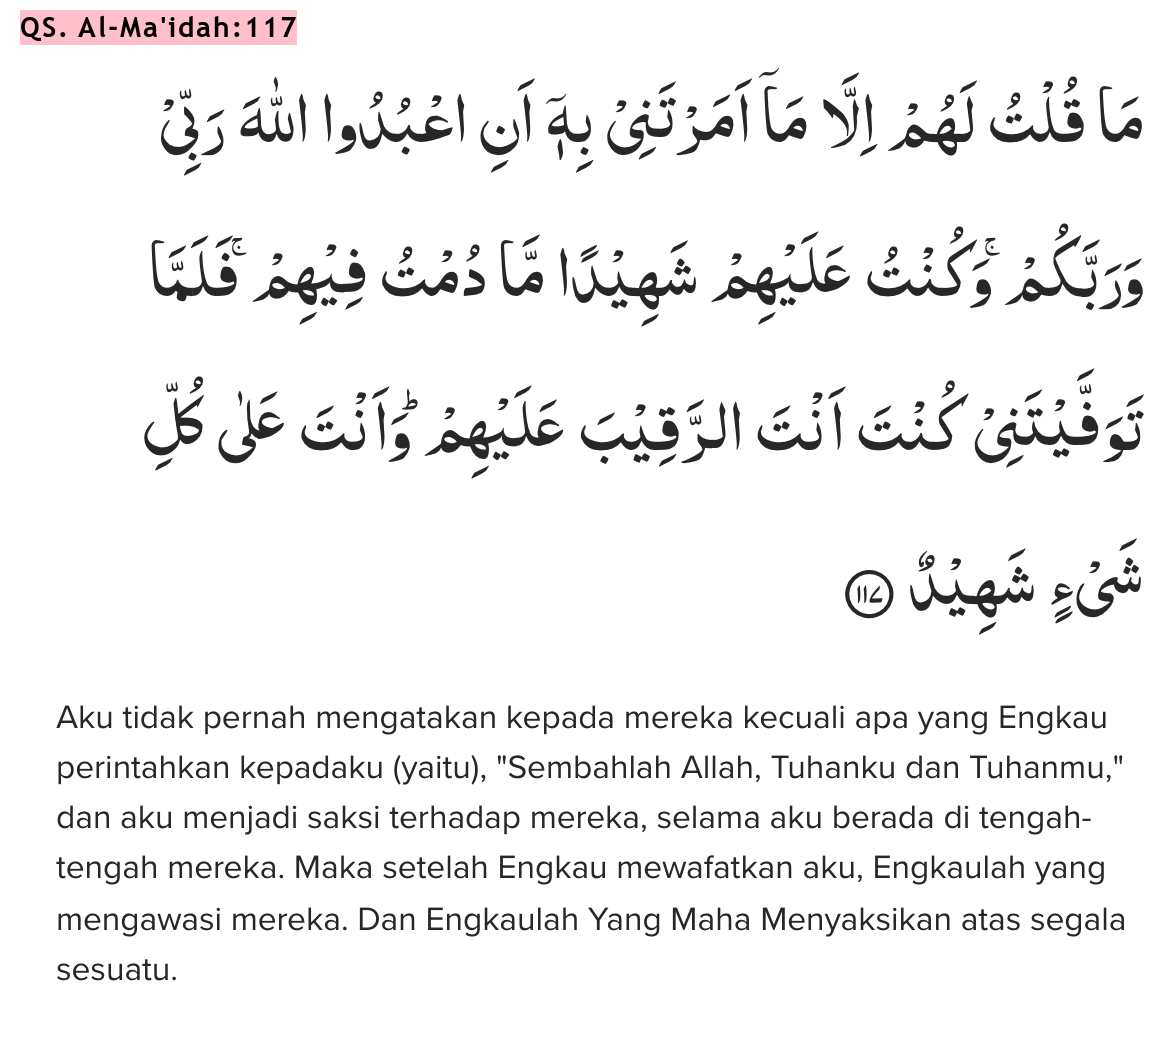 QS. Al-Ma'idah:117
مَا قُلْتُ لَهُمْ اِلَّا مَآ اَمَرْتَنِيْ بِهٖٓ اَنِ اعْبُدُوا اللّٰهَ رَبِّيْ
وَرَبَّكُمْ ۚوَكُنْتُ عَلَيْهِمْ شَهِيْدًا مَّا دُمْتُ فِيْهِمْ ۚفَلَمَّا
تَوَفَّيْتَنِيْ كُنْتَ اَنْتَ الرَّقِيْبَ عَلَيْهِمْ ۗوَاَنْتَ عَلٰى كُلِّ
شَيْءٍ شَهِيْدٌ ١١٧
Aku tidak pernah mengatakan kepada mereka kecuali apa yang Engkau
perintahkan kepadaku (yaitu), "Sembahlah Allah, Tuhanku dan Tuhanmu,"
dan aku menjadi saksi terhadap mereka, selama aku berada di tengah-
tengah mereka. Maka setelah Engkau mewafatkan aku, Engkaulah yang
mengawasi mereka. Dan Engkaulah Yang Maha Menyaksikan atas segala
sesuatu.